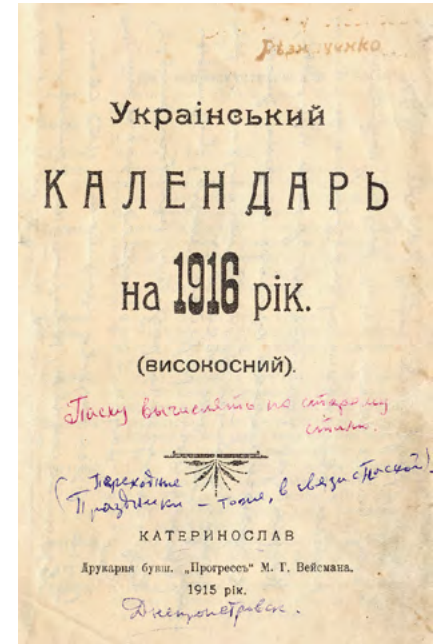 Украінський
КАЛЕНДАРЬ
на 1916 рік.
(високосний).
Пасху вычислять по старому
стилю.
(Переходные
Праздники – тоже, в связи с Пасхой)
КАТЕРИНОСЛАВ
Друкарня бувш. „Прогрессъ“ М. Г. Вейсмана.
1915 рік.
Днепропетровск.